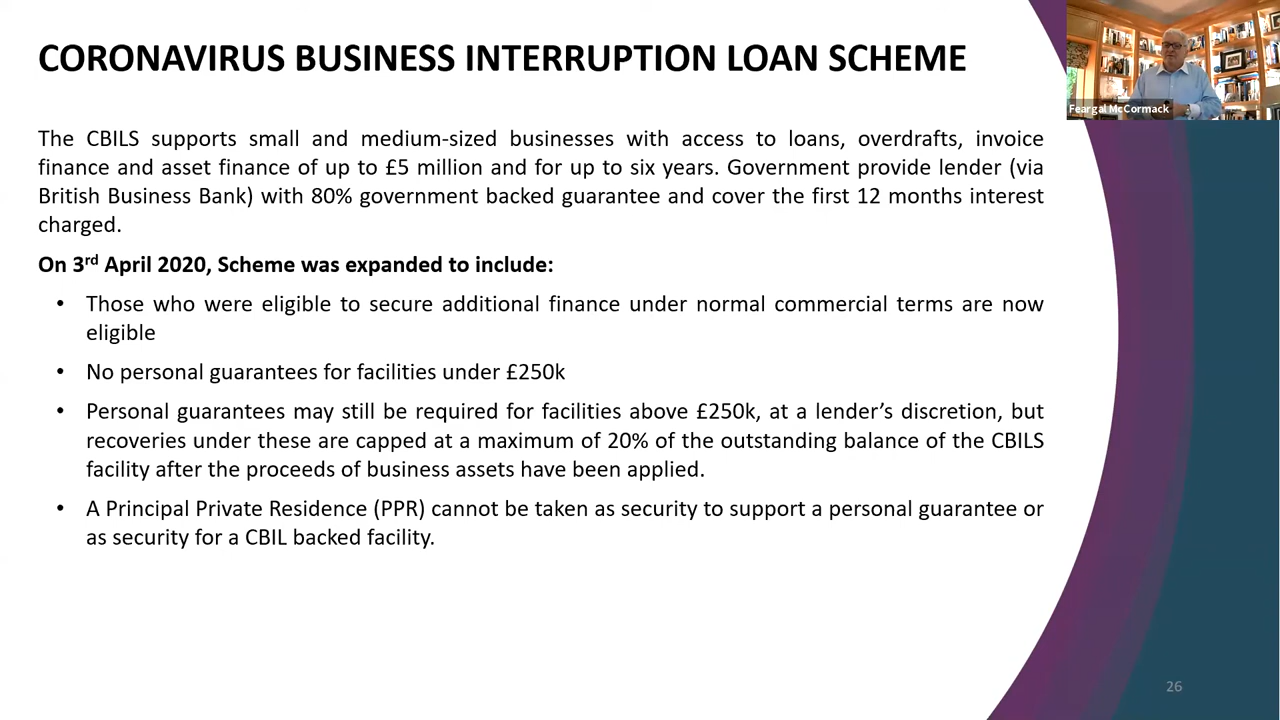 CORONAVIRUS BUSINESS INTERRUPTION LOAN SCHEME
Feargal McCormack
The CBILS supports small and medium-sized businesses with access to loans, overdrafts, invoice
finance and asset finance of up to £5 million and for up to six years. Government provide lender (via
British Business Bank) with 80% government backed guarantee and cover the first 12 months interest
charged.
On 3rd April 2020, Scheme was expanded to include:
• Those who were eligible to secure additional finance under normal commercial terms are now
eligible
• No personal guarantees for facilities under £250k
• Personal guarantees may still be required for facilities above £250k, at a lender’s discretion, but
recoveries under these are capped at a maximum of 20% of the outstanding balance of the CBILS
facility after the proceeds of business assets have been applied.
• A Principal Private Residence (PPR) cannot be taken as security to support a personal guarantee or
as security for a CBIL backed facility.
26